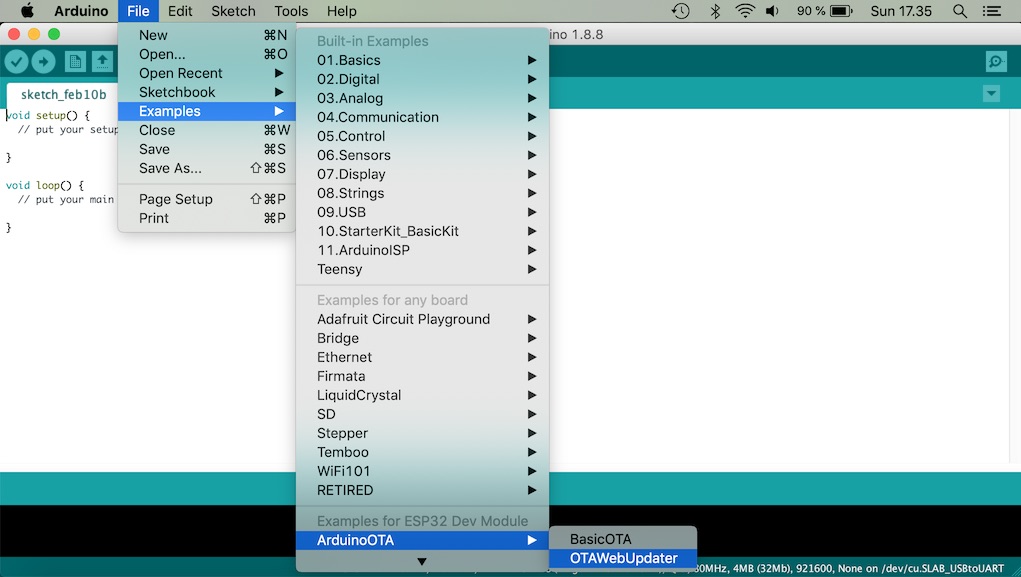 Arduino File Edit Sketch Tools Help 90 % Sun 17.35
ino 1.8.8
sketch_feb10b
void setup() {
// put your setup
}
void loop() {
// put your main
}
New ⌘N
Open... ⌘O
Open Recent
Sketchbook
Examples
Close ⌘W
Save ⌘S
Save As... ⇧⌘S
Page Setup ⇧⌘P
Print ⌘P
Built-in Examples
01.Basics
02.Digital
03.Analog
04.Communication
05.Control
06.Sensors
07.Display
08.Strings
09.USB
10.StarterKit_BasicKit
11.ArduinoISP
Teensy
Examples for any board
Adafruit Circuit Playground
Bridge
Ethernet
Firmata
LiquidCrystal
SD
Stepper
Temboo
WiFi101
RETIRED
Examples for ESP32 Dev Module
ArduinoOTA
BasicOTA
OTAWebUpdater
80MHz, 4MB (32Mb), 921600, None on /dev/cu.SLAB_USBtoUART